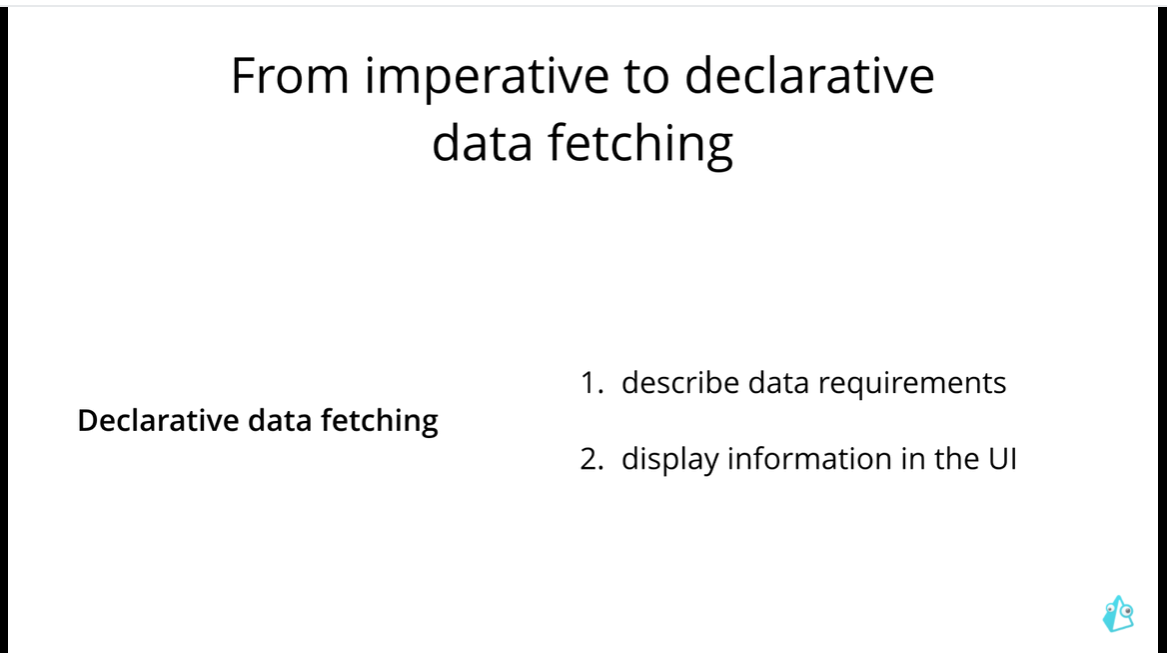 From imperative to declarative
data fetching
Declarative data fetching
1. describe data requirements
2. display information in the UI